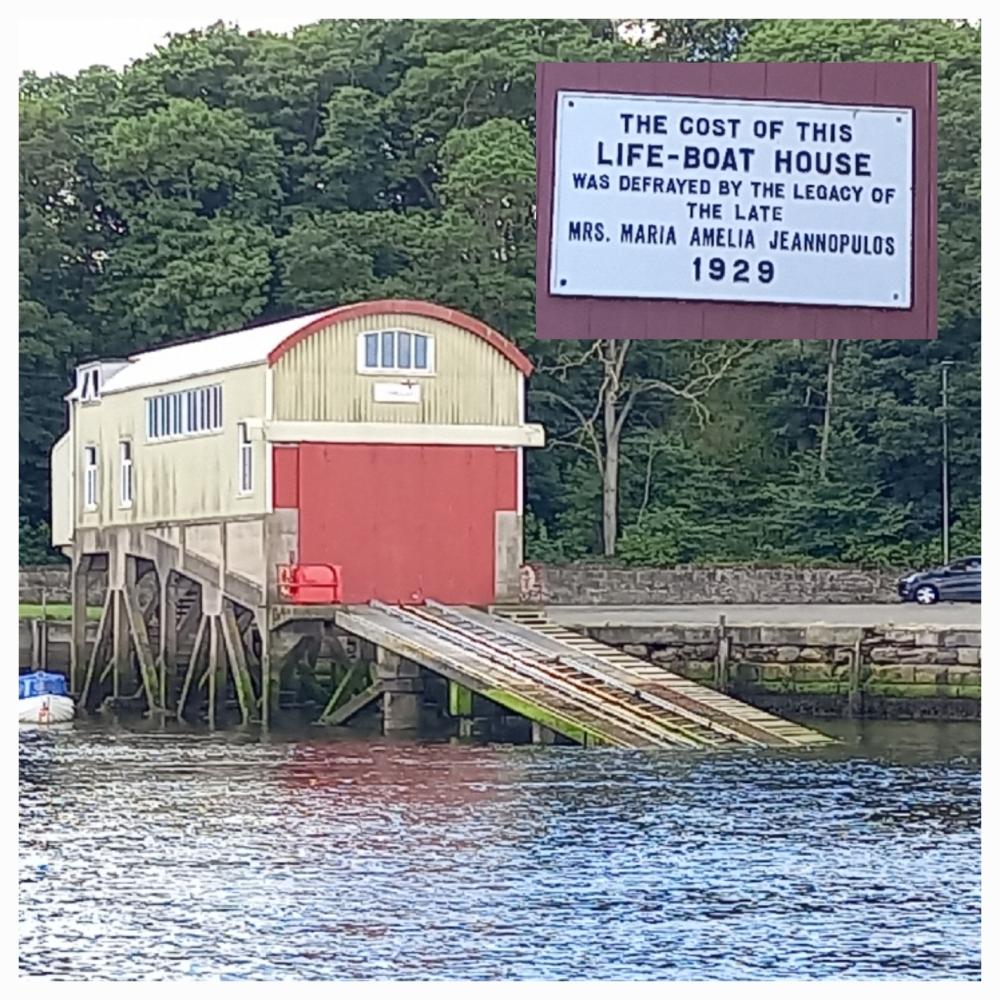 THE COST OF THIS
LIFE-BOAT HOUSE
WAS DEFRAYED BY THE LEGACY OF
THE LATE
MRS. MARIA AMELIA JEANNOPULOS
1929